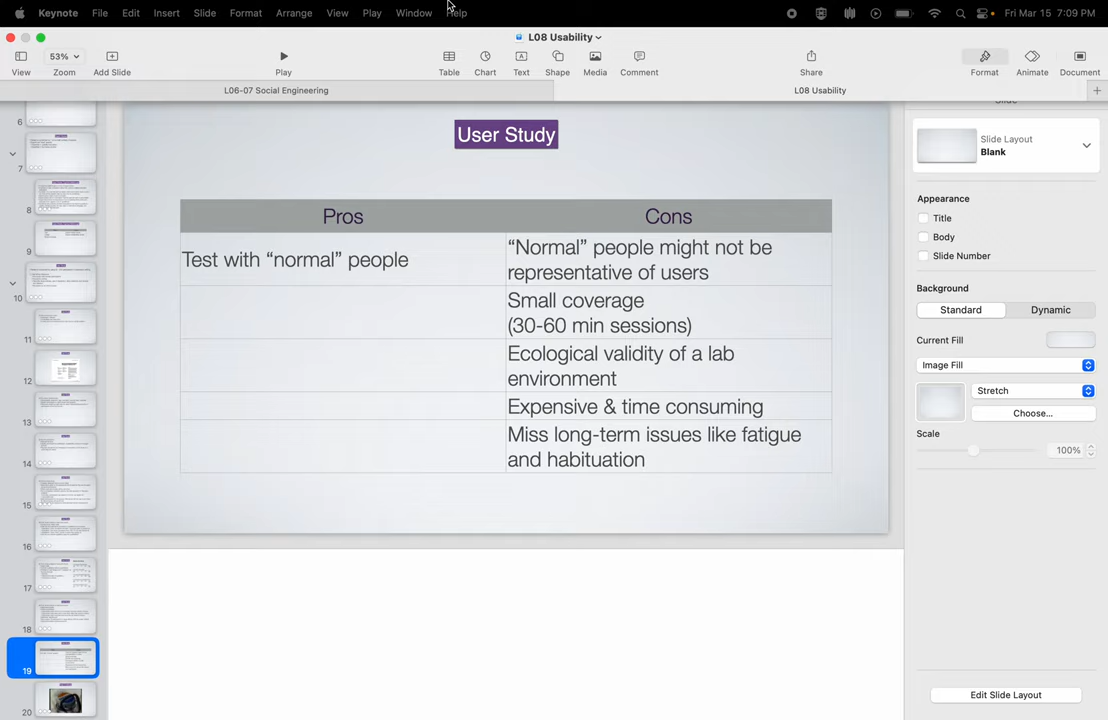 Keynote File Edit Insert Slide Format Arrange View Play Window Help Fri Mar 15 7:09 PM
L08 Usability
53%
View Zoom Add Slide Play Table Chart Text Shape Media Comment Share Format Animate Document
L06-07 Social Engineering L08 Usability
Slide
Slide Layout
Blank
Appearance
Title
Body
Slide Number
Background
Standard Dynamic
Current Fill
Image Fill
Stretch
Choose...
Scale
100%
Edit Slide Layout
6
7
8
9
10
11
12
13
14
15
16
17
18
19
20
User Study
Pros Cons
Test with “normal” people
“Normal” people might not be
representative of users
Small coverage
(30-60 min sessions)
Ecological validity of a lab
environment
Expensive & time consuming
Miss long-term issues like fatigue
and habituation